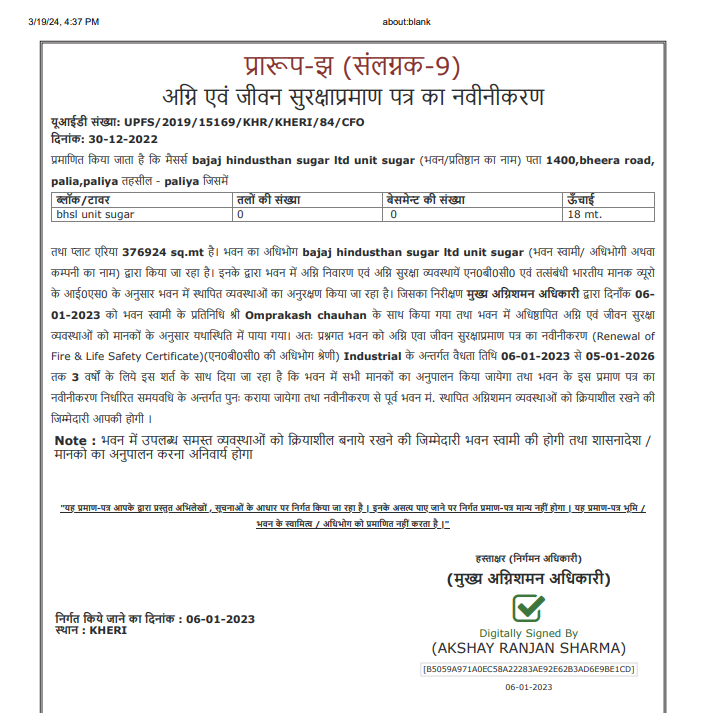 3/19/24, 4:37 PM about:blank
प्रारूप-झ (संलग्नक-9)
अग्नि एवं जीवन सुरक्षाप्रमाण पत्र का नवीनीकरण
यूआईडी संख्या: UPFS/2019/15169/KHR/KHERI/84/CFO
दिनांक: 30-12-2022
प्रमाणित किया जाता है कि मैसर्स bajaj hindusthan sugar ltd unit sugar (भवन/प्रतिष्ठान का नाम) पता 1400,bheera road,
palia,paliya तहसील - paliya जिसमें
ब्लॉक/टावर तलों की संख्या बेसमेन्ट की संख्या ऊँचाई
bhsl unit sugar 0 0 18 mt.
तथा प्लाट एरिया 376924 sq.mt है। भवन का अधिभोग bajaj hindusthan sugar ltd unit sugar (भवन स्वामी/ अधिभोगी अथवा
कम्पनी का नाम) द्वारा किया जा रहा है। इनके द्वारा भवन में अग्नि निवारण एवं अग्नि सुरक्षा व्यवस्थायें एन0बी0सी0 एवं तत्संबंधी भारतीय मानक व्यूरो
के आई0एस0 के अनुसार भवन में स्थापित व्यवस्थाओं का अनुरक्षण किया जा रहा है। जिसका निरीक्षण मुख्य अग्निशमन अधिकारी द्वारा दिनाँक 06-
01-2023 को भवन स्वामी के प्रतिनिधि श्री Omprakash chauhan के साथ किया गया तथा भवन में अधिष्ठापित अग्नि एवं जीवन सुरक्षा
व्यवस्थाओं को मानकों के अनुसार यथास्थिति में पाया गया। अतः प्रश्नगत भवन को अग्नि एवा जीवन सुरक्षाप्रमाण पत्र का नवीनीकरण (Renewal of
Fire & Life Safety Certificate)(एन0बी0सी0 की अधिभोग श्रेणी) Industrial के अन्तर्गत वैधता तिथि 06-01-2023 से 05-01-2026
तक 3 वर्षों के लिये इस शर्त के साथ दिया जा रहा है कि भवन में सभी मानकों का अनुपालन किया जायेगा तथा भवन के इस प्रमाण पत्र का
नवीनीकरण निर्धारित समयवधि के अन्तर्गत पुनः कराया जायेगा तथा नवीनीकरण से पूर्व भवन मं. स्थापित अग्निशमन व्यवस्थाओं को क्रियाशील रखने की
जिम्मेदारी आपकी होगी ।
Note : भवन में उपलब्ध समस्त व्यवस्थाओं को क्रियाशील बनाये रखने की जिम्मेदारी भवन स्वामी की होगी तथा शासनादेश /
मानकों का अनुपालन करना अनिवार्य होगा
"यह प्रमाण-पत्र आपके द्वारा प्रस्तुत अभिलेखों , सूचनाओं के आधार पर निर्गत किया जा रहा है | इनके असत्य पाए जाने पर निर्गत प्रमाण-पत्र मान्य नहीं होगा | यह प्रमाण-पत्र भूमि /
भवन के स्वामित्व / अधिभोग को प्रमाणित नहीं करता है |"
हस्ताक्षर (निर्गमन अधिकारी)
(मुख्य अग्निशमन अधिकारी)
Digitally Signed By
(AKSHAY RANJAN SHARMA)
[B5059A971A0EC58A22283AE92E62B3AD6E9BE1CD]
06-01-2023
निर्गत किये जाने का दिनांक : 06-01-2023
स्थान : KHERI